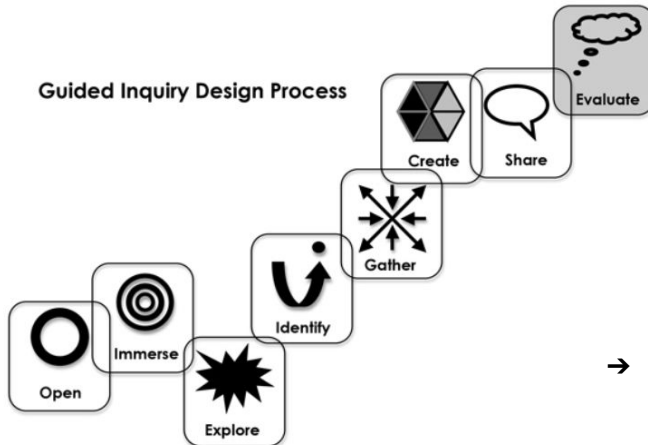 Guided Inquiry Design Process
Open
Immerse
Explore
Identify
Gather
Create
Share
Evaluate